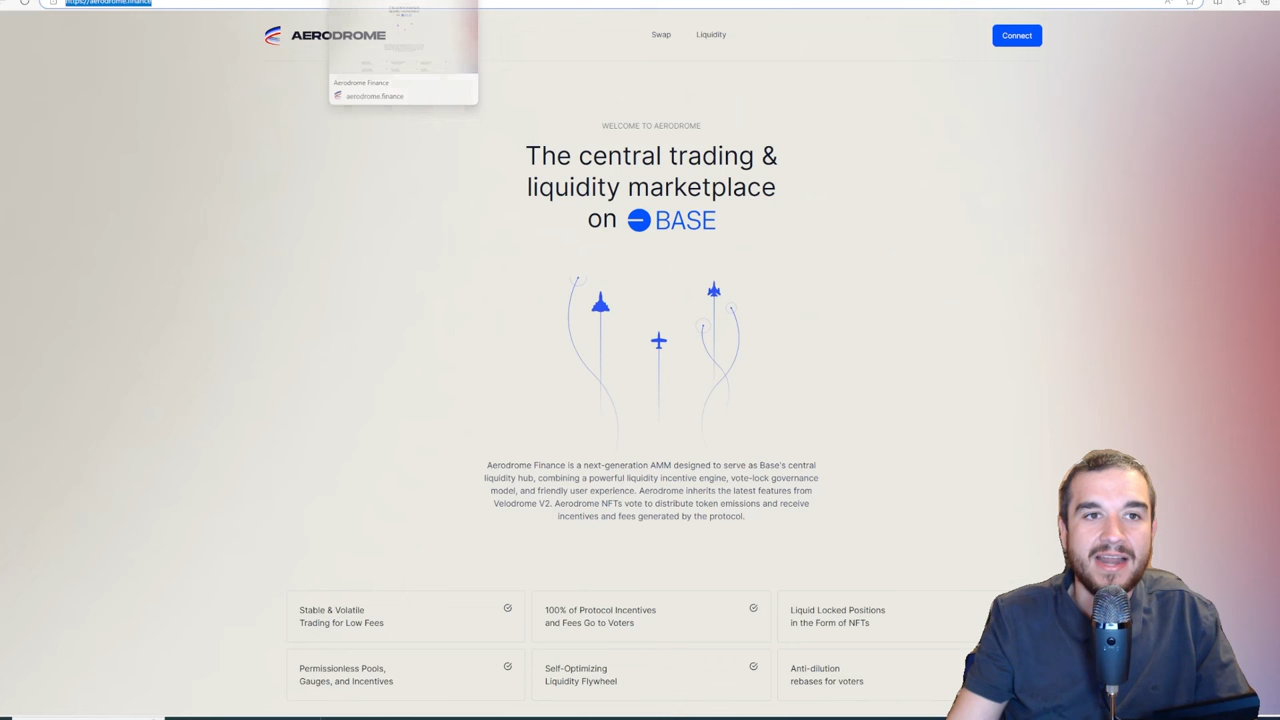 https://aerodrome.finance
AERODROME
Swap
Liquidity
Connect
Aerodrome Finance
aerodrome.finance
WELCOME TO AERODROME
The central trading &
liquidity marketplace
on BASE
Aerodrome Finance is a next-generation AMM designed to serve as Base's central
liquidity hub, combining a powerful liquidity incentive engine, vote-lock governance
model, and friendly user experience. Aerodrome inherits the latest features from
Velodrome V2. Aerodrome NFTs vote to distribute token emissions and receive
incentives and fees generated by the protocol.
Stable & Volatile
Trading for Low Fees
100% of Protocol Incentives
and Fees Go to Voters
Liquid Locked Positions
in the Form of NFTs
Permissionless Pools,
Gauges, and Incentives
Self-Optimizing
Liquidity Flywheel
Anti-dilution
rebases for voters